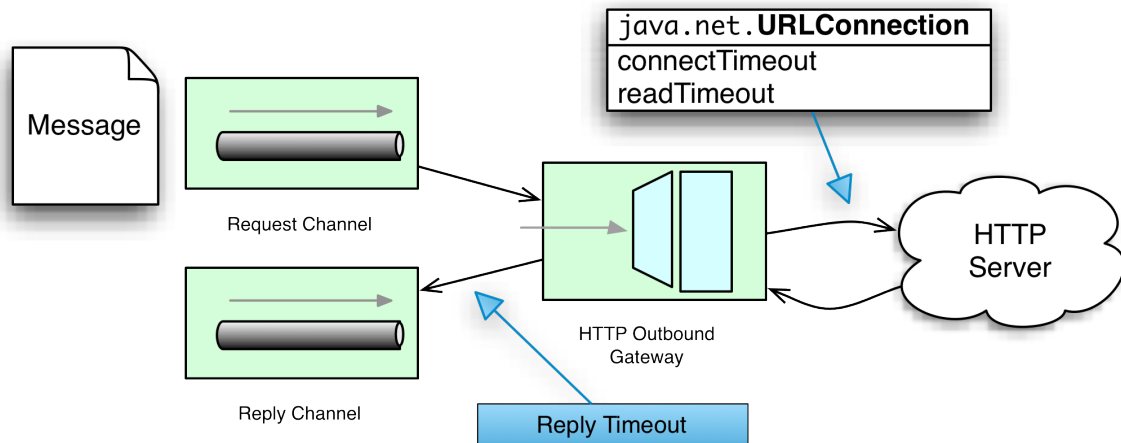 java.net.URLConnection
connectTimeout
readTimeout
Message
Request Channel
HTTP
Server
HTTP Outbound
Gateway
Reply Channel
Reply Timeout